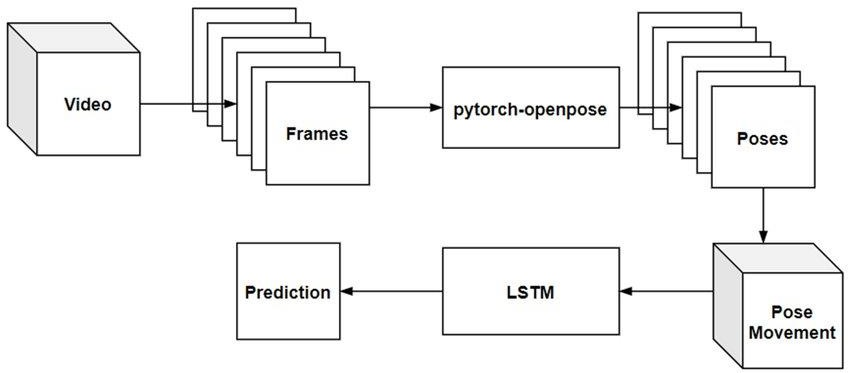 Video
Frames
pytorch-openpose
Poses
Pose
Movement
LSTM
Prediction